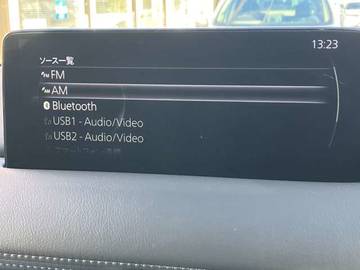 13:23
ソース一覧
FM
AM
Bluetooth
USB1 - Audio/Video
USB2 - Audio/Video